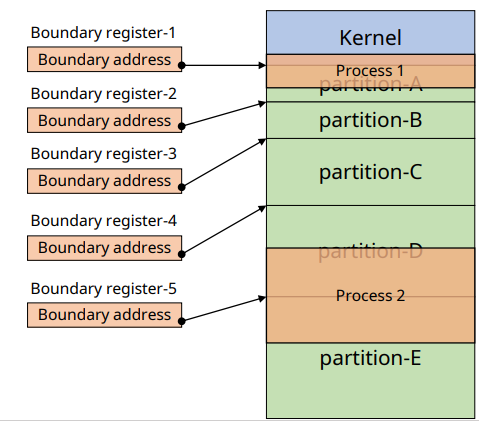 Boundary register-1
Boundary address
Boundary register-2
Boundary address
Boundary register-3
Boundary address
Boundary register-4
Boundary address
Boundary register-5
Boundary address
Kernel
Process 1
partition-A
partition-B
partition-C
partition-D
Process 2
partition-E